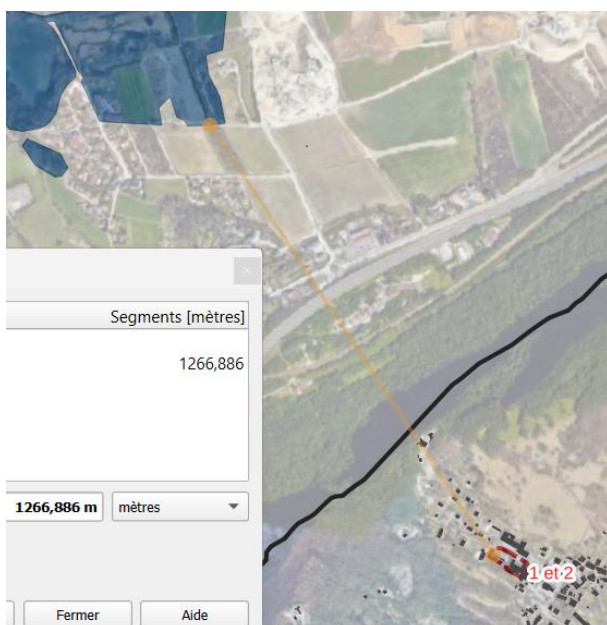 Segments [mètres]
1266,886
1266,886 m mètres
Fermer Aide
1 et 2